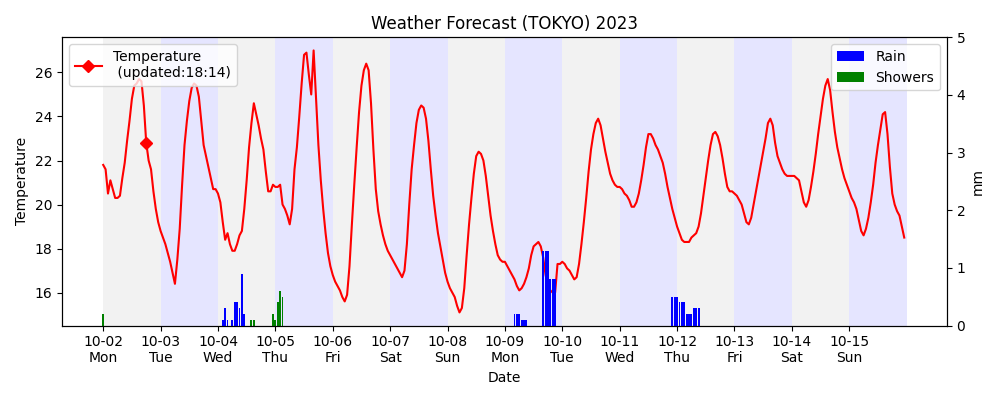 Weather Forecast (TOKYO) 2023
Temperature
(updated:18:14)
Rain
Showers
Temperature
26
24
22
20
18
16
mm
5
4
3
2
1
0
10-02 10-03 10-04 10-05 10-06 10-07 10-08 10-09 10-10 10-11 10-12 10-13 10-14 10-15
Mon Tue Wed Thu Fri Sat Sun Mon Tue Wed Thu Fri Sat Sun
Date